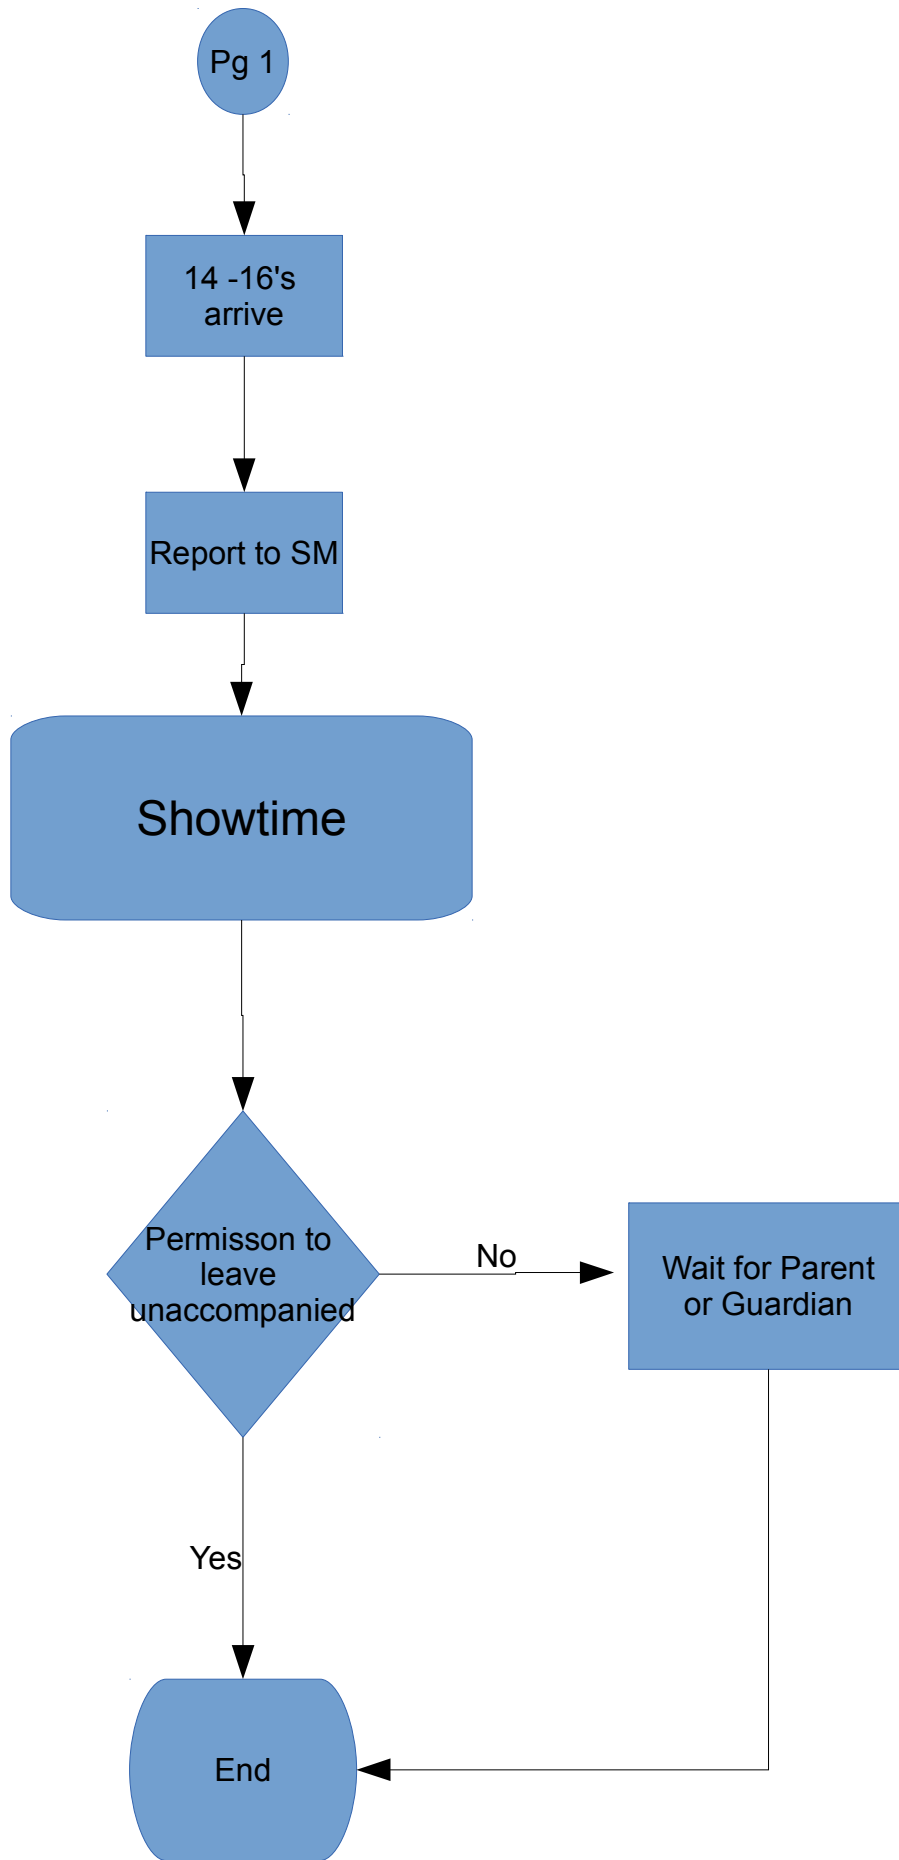 Pg 1
14 -16's
arrive
Report to SM
Showtime
Permisson to
leave
unaccompanied
No
Wait for Parent
or Guardian
Yes
End